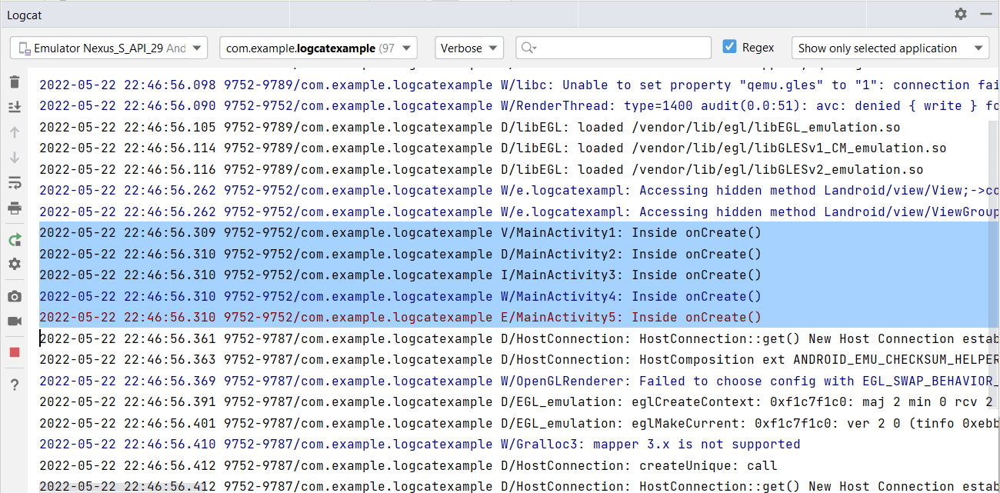 Logcat
Emulator Nexus_S_API_29 And com.example.logcatexample (97 Verbose Regex Show only selected application
2022-05-22 22:46:56.098 9752-9789/com.example.logcatexample W/libc: Unable to set property "qemu.gles" to "1": connection fai
2022-05-22 22:46:56.090 9752-9752/com.example.logcatexample W/RenderThread: type=1400 audit(0.0:51): avc: denied { write } fo
2022-05-22 22:46:56.105 9752-9789/com.example.logcatexample D/libEGL: loaded /vendor/lib/egl/libEGL_emulation.so
2022-05-22 22:46:56.114 9752-9789/com.example.logcatexample D/libEGL: loaded /vendor/lib/egl/libGLESv1_CM_emulation.so
2022-05-22 22:46:56.116 9752-9789/com.example.logcatexample D/libEGL: loaded /vendor/lib/egl/libGLESv2_emulation.so
2022-05-22 22:46:56.262 9752-9752/com.example.logcatexample W/e.logcatexampl: Accessing hidden method Landroid/view/View;->co
2022-05-22 22:46:56.262 9752-9752/com.example.logcatexample W/e.logcatexampl: Accessing hidden method Landroid/view/ViewGroup
2022-05-22 22:46:56.309 9752-9752/com.example.logcatexample V/MainActivity1: Inside onCreate()
2022-05-22 22:46:56.310 9752-9752/com.example.logcatexample D/MainActivity2: Inside onCreate()
2022-05-22 22:46:56.310 9752-9752/com.example.logcatexample I/MainActivity3: Inside onCreate()
2022-05-22 22:46:56.310 9752-9752/com.example.logcatexample W/MainActivity4: Inside onCreate()
2022-05-22 22:46:56.310 9752-9752/com.example.logcatexample E/MainActivity5: Inside onCreate()
2022-05-22 22:46:56.361 9752-9787/com.example.logcatexample D/HostConnection: HostConnection::get() New Host Connection estab
2022-05-22 22:46:56.363 9752-9787/com.example.logcatexample D/HostConnection: HostComposition ext ANDROID_EMU_CHECKSUM_HELPER
2022-05-22 22:46:56.369 9752-9787/com.example.logcatexample W/OpenGLRenderer: Failed to choose config with EGL_SWAP_BEHAVIOR_
2022-05-22 22:46:56.391 9752-9787/com.example.logcatexample D/EGL_emulation: eglCreateContext: 0xf1c7f1c0: maj 2 min 0 rcv 2
2022-05-22 22:46:56.401 9752-9787/com.example.logcatexample D/EGL_emulation: eglMakeCurrent: 0xf1c7f1c0: ver 2 0 (tinfo 0xebb
2022-05-22 22:46:56.410 9752-9787/com.example.logcatexample W/Gralloc3: mapper 3.x is not supported
2022-05-22 22:46:56.412 9752-9787/com.example.logcatexample D/HostConnection: createUnique: call
2022-05-22 22:46:56.412 9752-9787/com.example.logcatexample D/HostConnection: HostConnection::get() New Host Connection estab